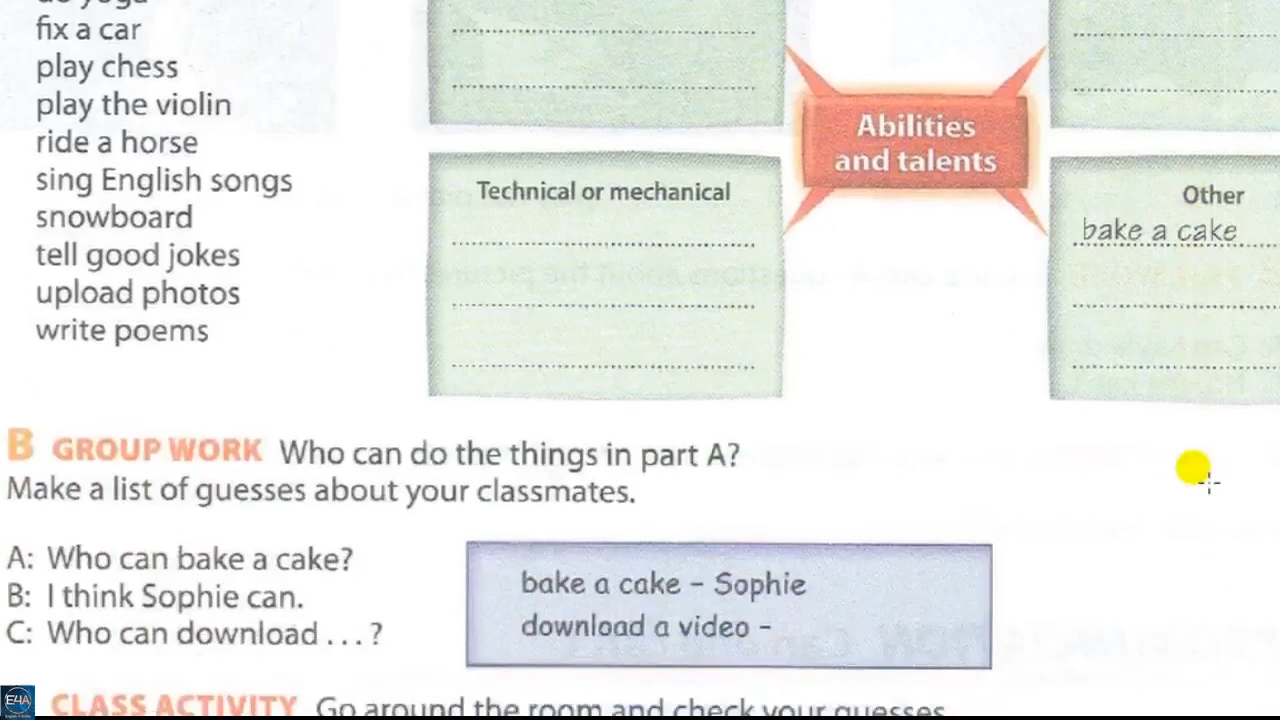 do yoga
fix a car
play chess
play the violin
ride a horse
sing English songs
snowboard
tell good jokes
upload photos
write poems
Technical or mechanical
Abilities
and talents
Other
bake a cake
B GROUP WORK Who can do the things in part A?
Make a list of guesses about your classmates.
A: Who can bake a cake?
B: I think Sophie can.
C: Who can download . . . ?
bake a cake – Sophie
download a video –
CLASS ACTIVITY Go around the room and check your guesses
E4A